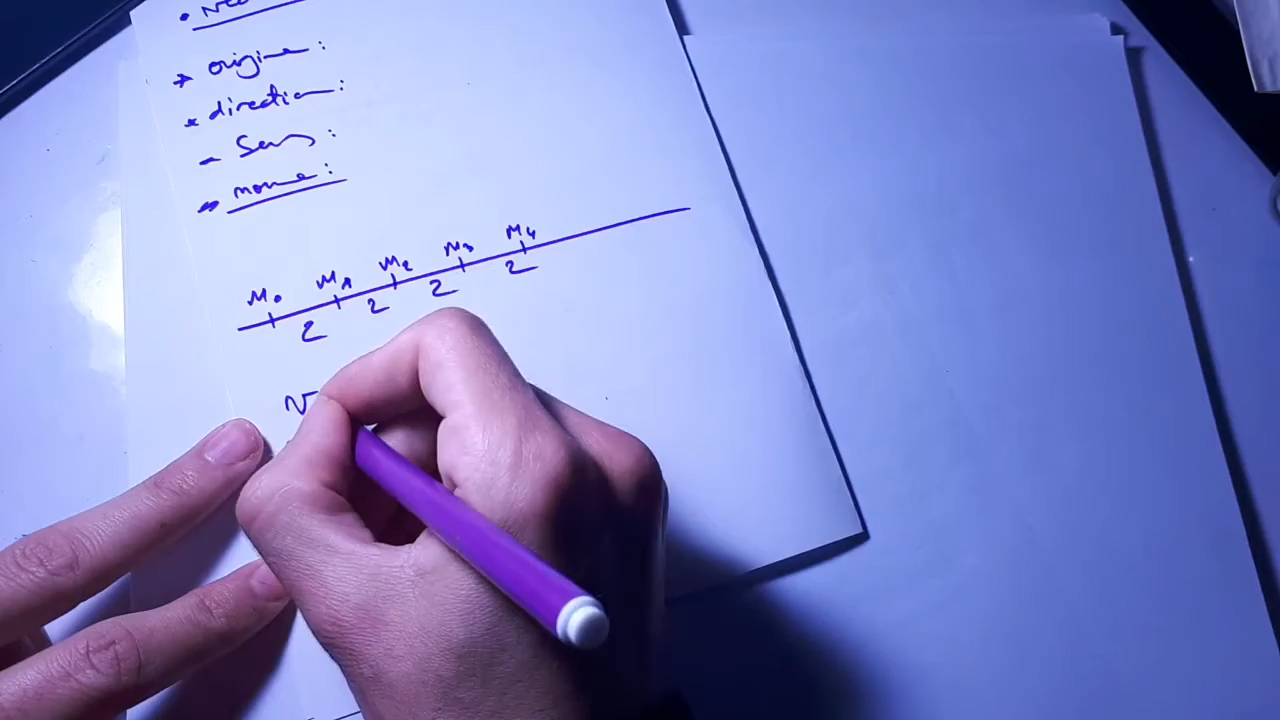 * origine :
* direction :
- Sens :
* norme :
M₀ M₁ M₂ M₃ M₄
2 2 2 2
V